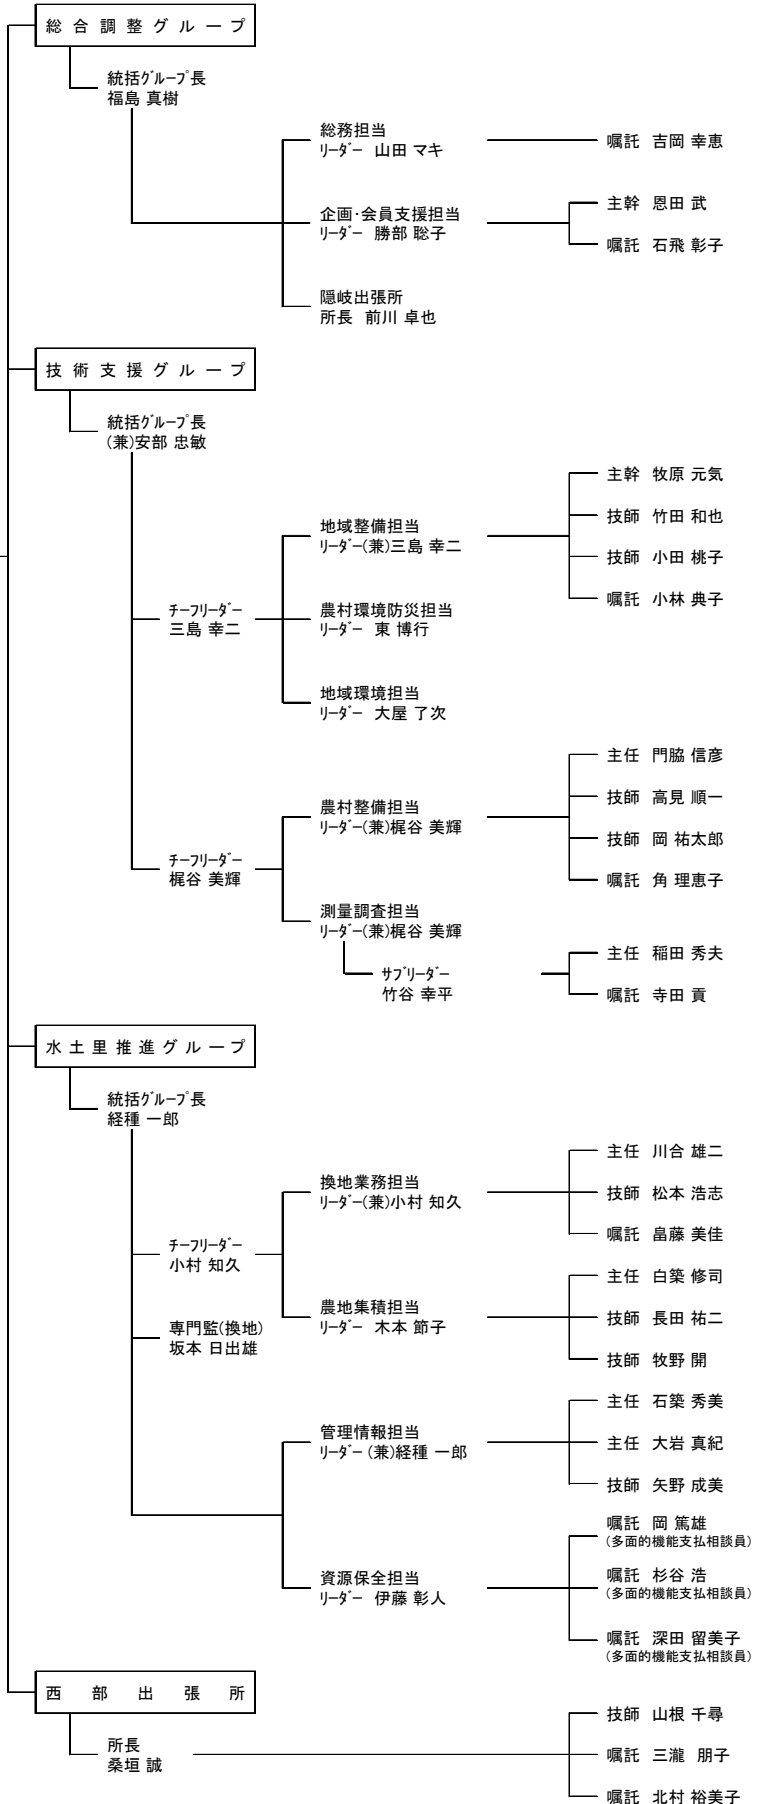 総合調整グループ
統括グループ長
福島 真樹
総務担当
リーダー 山田 マキ
嘱託 吉岡 幸恵
企画・会員支援担当
リーダー 勝部 聡子
主幹 恩田 武
嘱託 石飛 彰子
隠岐出張所
所長 前川 卓也
技術支援グループ
統括グループ長
(兼)安部 忠敏
チーフリーダー
三島 幸二
地域整備担当
リーダー(兼)三島 幸二
主幹 牧原 元気
技師 竹田 和也
技師 小田 桃子
嘱託 小林 典子
農村環境防災担当
リーダー 東 博行
地域環境担当
リーダー 大屋 了次
チーフリーダー
梶谷 美輝
農村整備担当
リーダー(兼)梶谷 美輝
主任 門脇 信彦
技師 高見 順一
技師 岡 祐太郎
嘱託 角 理恵子
測量調査担当
リーダー(兼)梶谷 美輝
サブリーダー
竹谷 幸平
主任 稲田 秀夫
嘱託 寺田 貢
水土里推進グループ
統括グループ長
経種 一郎
チーフリーダー
小村 知久
換地業務担当
リーダー(兼)小村 知久
主任 川合 雄二
技師 松本 浩志
嘱託 畠藤 美佳
農地集積担当
リーダー 木本 節子
主任 白築 修司
技師 長田 祐二
技師 牧野 開
専門監(換地)
坂本 日出雄
管理情報担当
リーダー (兼)経種 一郎
主任 石築 秀美
主任 大岩 真紀
技師 矢野 成美
資源保全担当
リーダー 伊藤 彰人
嘱託 岡 篤雄
(多面的機能支払相談員)
嘱託 杉谷 浩
(多面的機能支払相談員)
嘱託 深田 留美子
(多面的機能支払相談員)
西部出張所
所長
桑垣 誠
技師 山根 千尋
嘱託 三瀧 朋子
嘱託 北村 裕美子